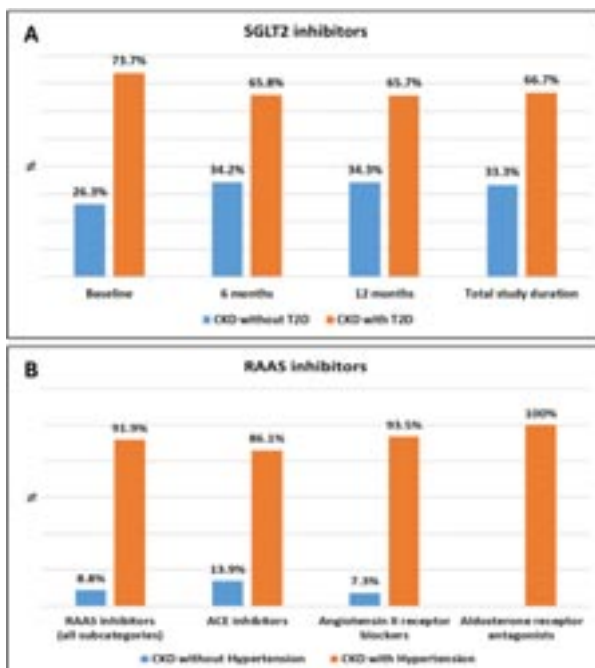 A
SGLT2 inhibitors
73.7%
65.8%
65.7%
66.7%
26.3%
34.2%
34.3%
33.3%
%
Baseline
6 months
12 months
Total study duration
CKD without T2D
CKD with T2D
B
RAAS inhibitors
91.9%
86.1%
93.5%
100%
8.8%
13.9%
7.3%
%
RAAS inhibitors
(all subcategories)
ACE inhibitors
Angiotensin II receptor
blockers
Aldosterone receptor
antagonists
CKD without Hypertension
CKD with Hypertension